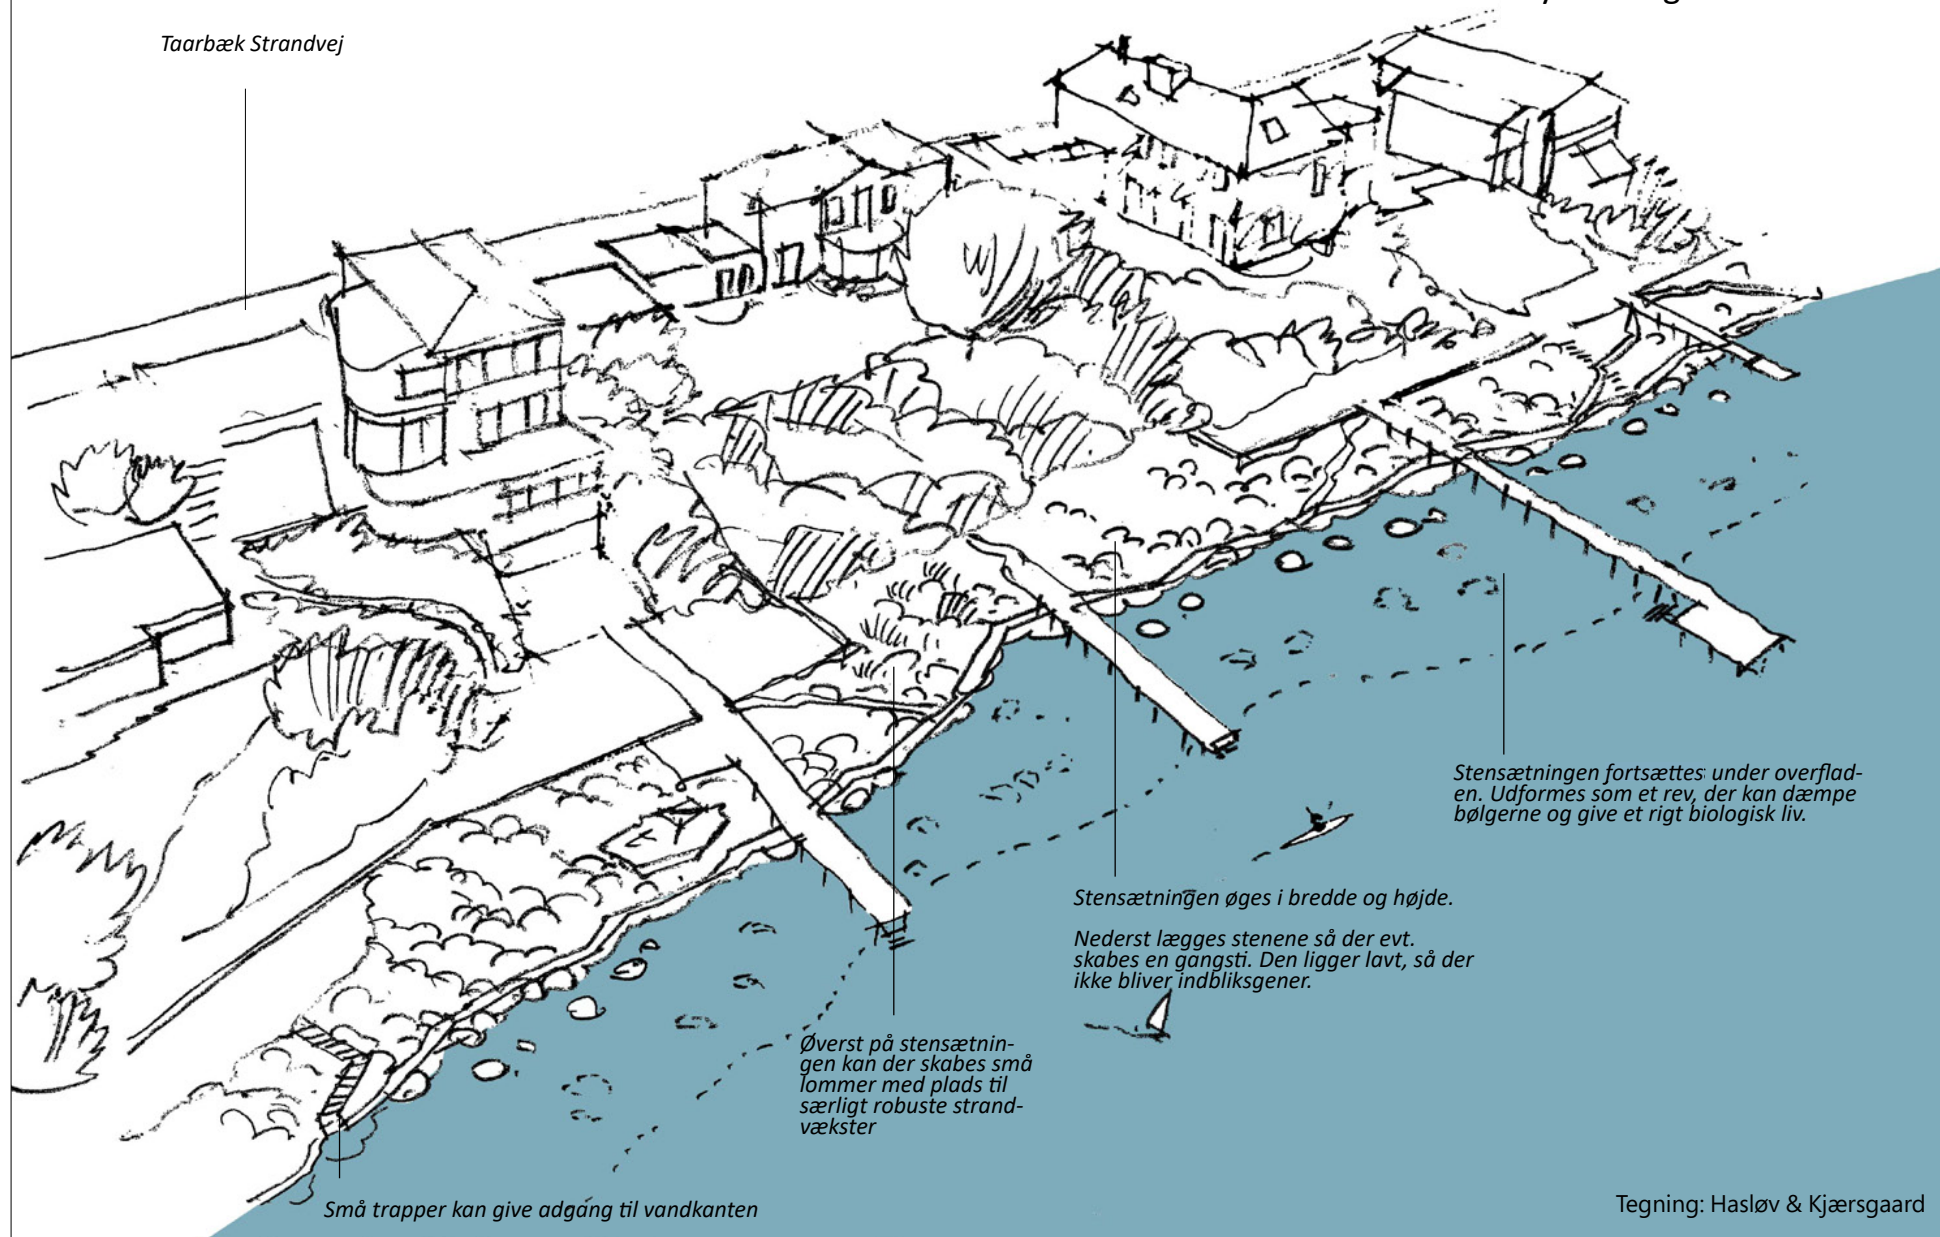 Taarbæk Strandvej
Stensætningen fortsættes under overflad-
en. Udformes som et rev, der kan dæmpe
bølgerne og give et rigt biologisk liv.
Stensætningen øges i bredde og højde.
Nederst lægges stenene så der evt.
skabes en gangsti. Den ligger lavt, så der
ikke bliver indbliksgener.
Øverst på stensætnin-
gen kan der skabes små
lommer med plads til
særligt robuste strand-
vækster
Små trapper kan give adgang til vandkanten
Tegning: Hasløv & Kjærsgaard